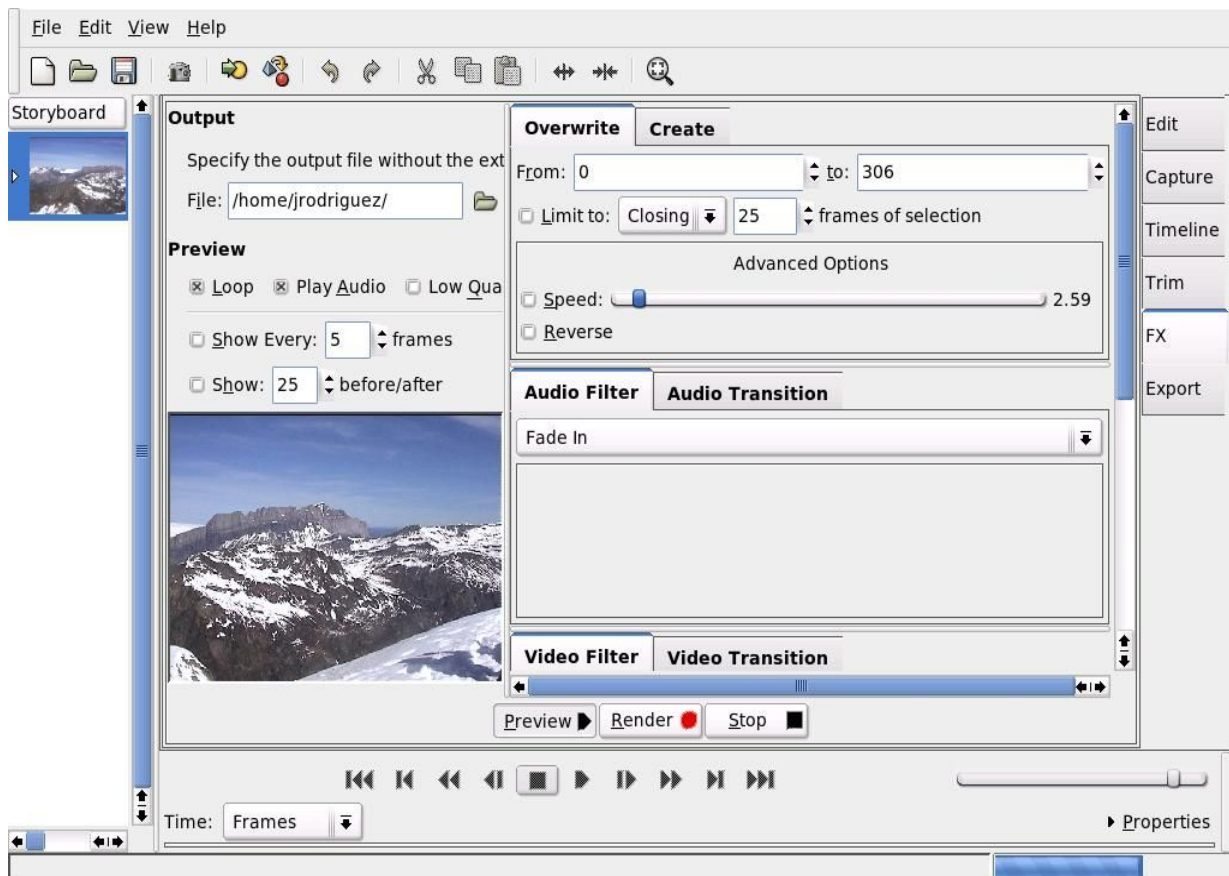 File Edit View Help
Storyboard
Output
Specify the output file without the ext
File: /home/jrodriguez/
Preview
Loop Play Audio Low Qua
Show Every: 5 frames
Show: 25 before/after
Overwrite Create
From: 0 to: 306
Limit to: Closing 25 frames of selection
Advanced Options
Speed: 2.59
Reverse
Audio Filter Audio Transition
Fade In
Video Filter Video Transition
Preview Render Stop
Edit
Capture
Timeline
Trim
FX
Export
Time: Frames
Properties